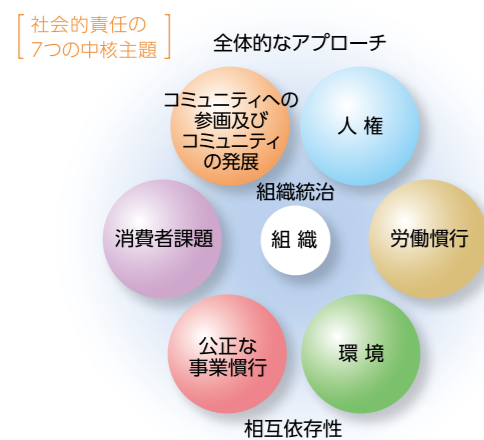 社会的責任の
7つの中核主題
全体的なアプローチ
コミュニティへの
参画及び
コミュニティ
の発展
人権
組織統治
消費者課題
組織
労働慣行
公正な
事業慣行
環境
相互依存性